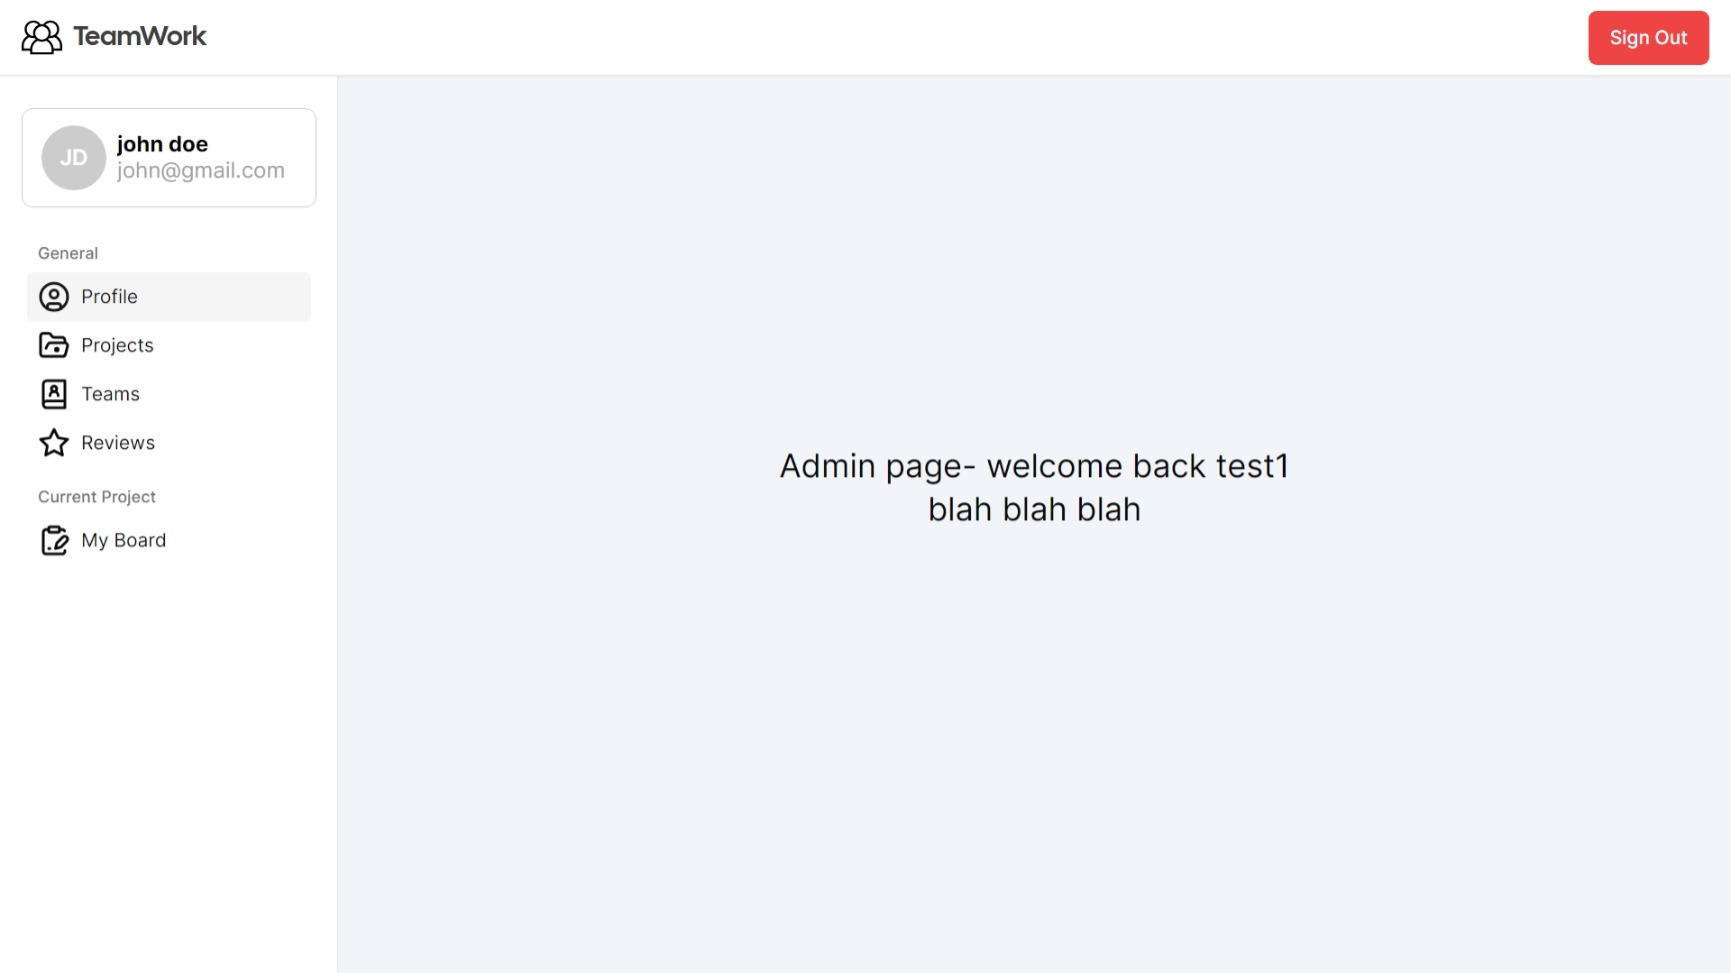 TeamWork
Sign Out
JD
john doe
john@gmail.com
General
Profile
Projects
Teams
Reviews
Current Project
My Board
Admin page- welcome back test1
blah blah blah